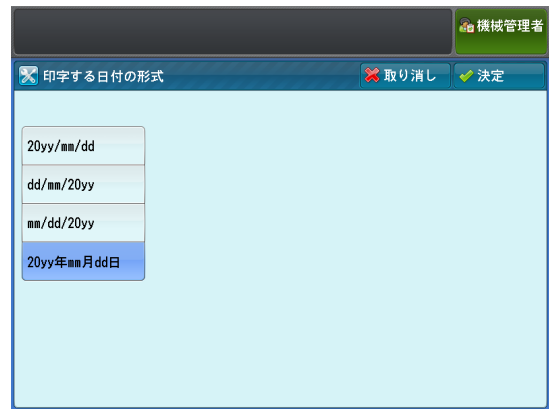 機械管理者
印字する日付の形式
取り消し
決定
20yy/mm/dd
dd/mm/20yy
mm/dd/20yy
20yy年mm月dd日